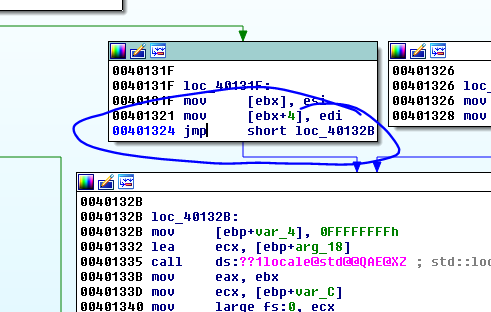 0040131F
0040131F loc_40131F:
0040131F mov [ebx], esi
00401321 mov [ebx+4], edi
00401324 jmp short loc_40132B
00401326
00401326 loc_
00401326 mov
00401328 mov
0040132B
0040132B loc_40132B:
0040132B mov [ebp+var_4], 0FFFFFFFFh
00401332 lea ecx, [ebp+arg_18]
00401335 call ds:??1locale@std@@QAE@XZ ; std::loc
0040133B mov eax, ebx
0040133D mov ecx, [ebp+var_C]
00401340 mov large fs:0, ecx